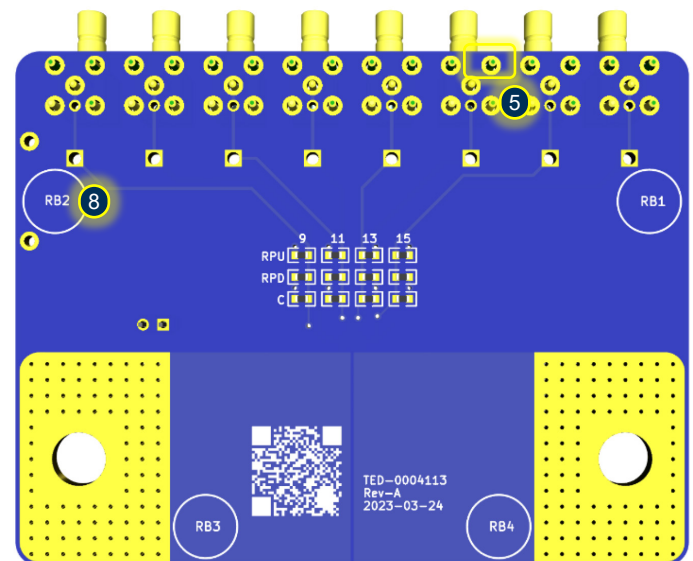 5
RB2
8
RB1
9 11 13 15
RPU
RPD
C
TED-0004113
Rev-A
2023-03-24
RB3
RB4